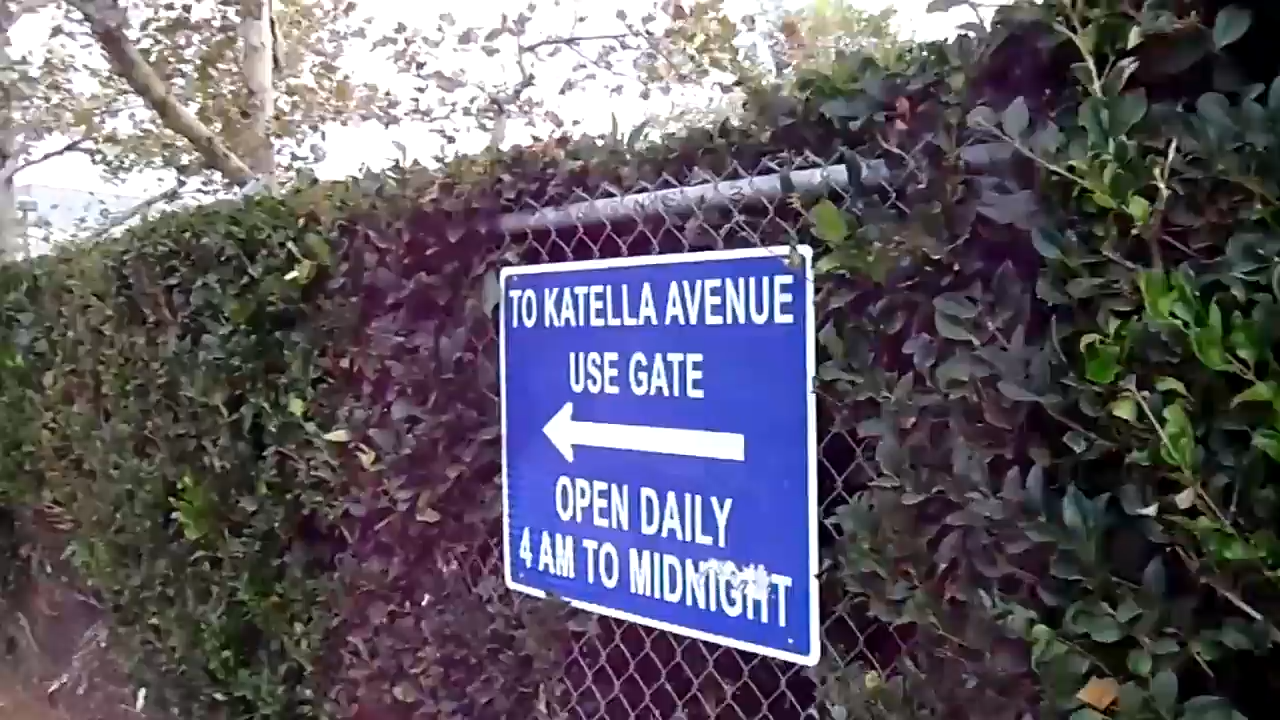 TO KATELLA AVENUE
USE GATE
OPEN DAILY
4 AM TO MIDNIGHT